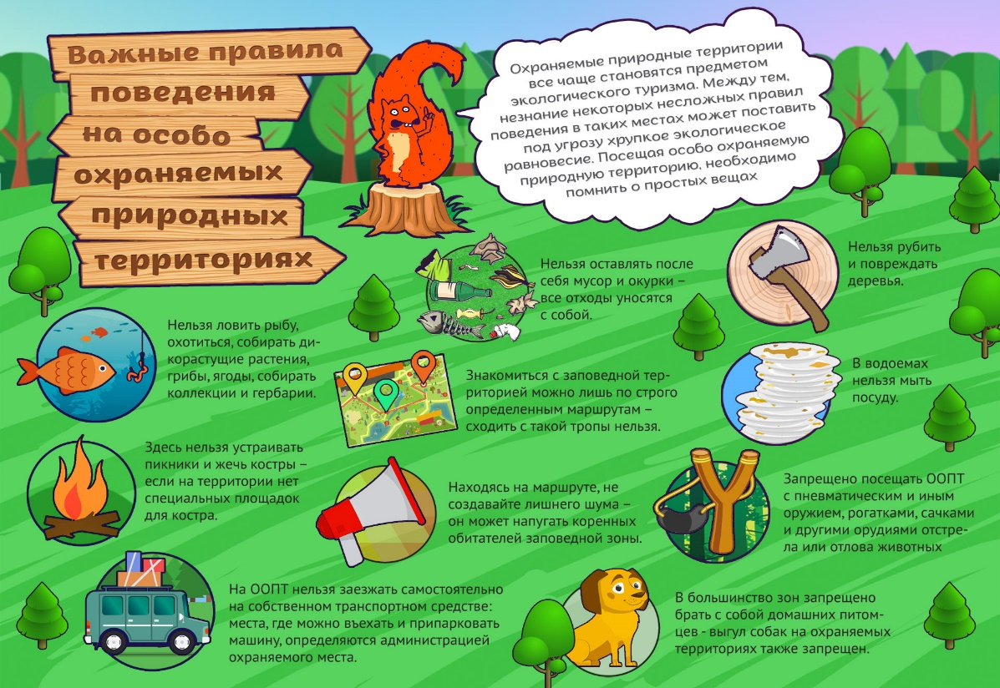 Важные правила
поведения
на особо
охраняемых
природных
территориях
Охраняемые природные территории
все чаще становятся предметом
экологического туризма. Между тем,
незнание некоторых несложных правил
поведения в таких местах может поставить
под угрозу хрупкое экологическое
равновесие. Посещая особо охраняемую
природную территорию, необходимо
помнить о простых вещах
Нельзя оставлять после
себя мусор и окурки –
все отходы уносятся
с собой.
Нельзя рубить
и повреждать
деревья.
Нельзя ловить рыбу,
охотиться, собирать ди-
корастущие растения,
грибы, ягоды, собирать
коллекции и гербарии.
Знакомиться с заповедной тер-
риторией можно лишь по строго
определенным маршрутам –
сходить с такой тропы нельзя.
В водоемах
нельзя мыть
посуду.
Здесь нельзя устраивать
пикники и жечь костры –
если на территории нет
специальных площадок
для костра.
Находясь на маршруте, не
создавайте лишнего шума –
он может напугать коренных
обитателей заповедной зоны.
Запрещено посещать ООПТ
с пневматическим и иным
оружием, рогатками, сачками
и другими орудиями отстре-
ла или отлова животных
На ООПТ нельзя заезжать самостоятельно
на собственном транспортном средстве:
места, где можно въехать и припарковать
машину, определяются администрацией
охраняемого места.
В большинство зон запрещено
брать с собой домашних питом-
цев - выгул собак на охраняемых
территориях также запрещен.